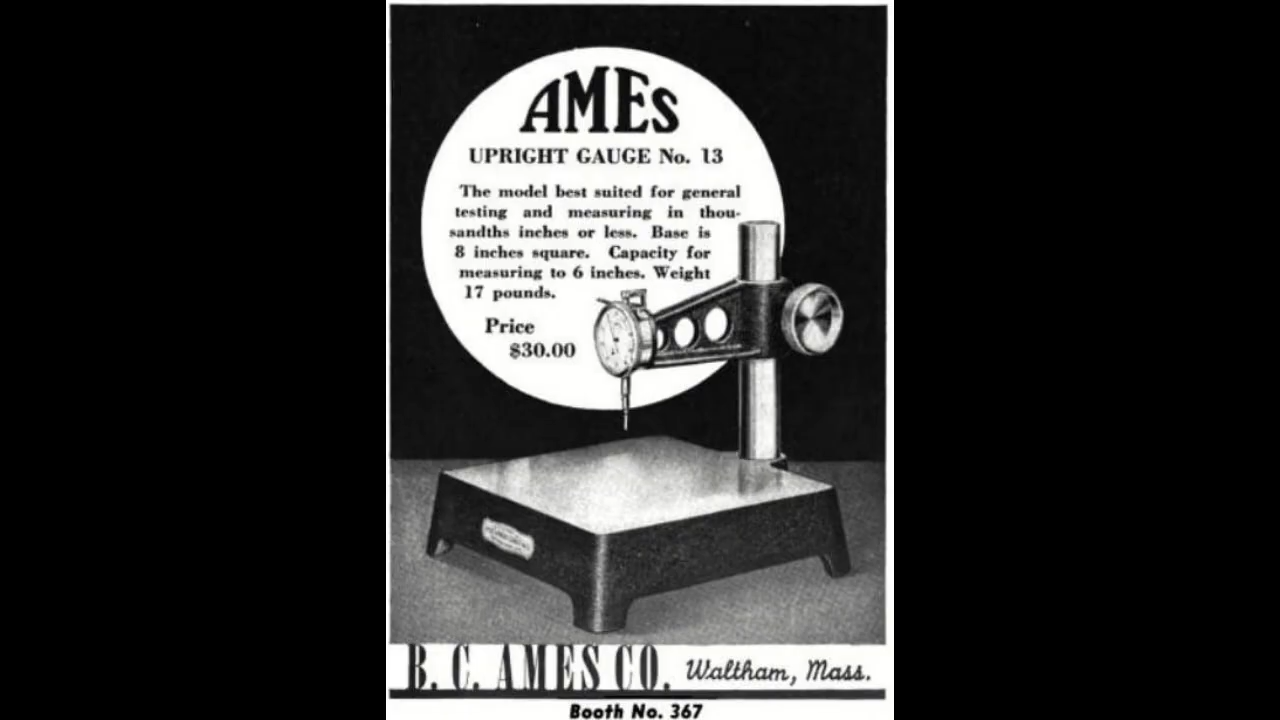 AMES
UPRIGHT GAUGE No. 13
The model best suited for general
testing and measuring in thou-
sandths inches or less. Base is
8 inches square. Capacity for
measuring to 6 inches. Weight
17 pounds.
Price
$30.00
B. C. AMES CO. Waltham, Mass.
Booth No. 367